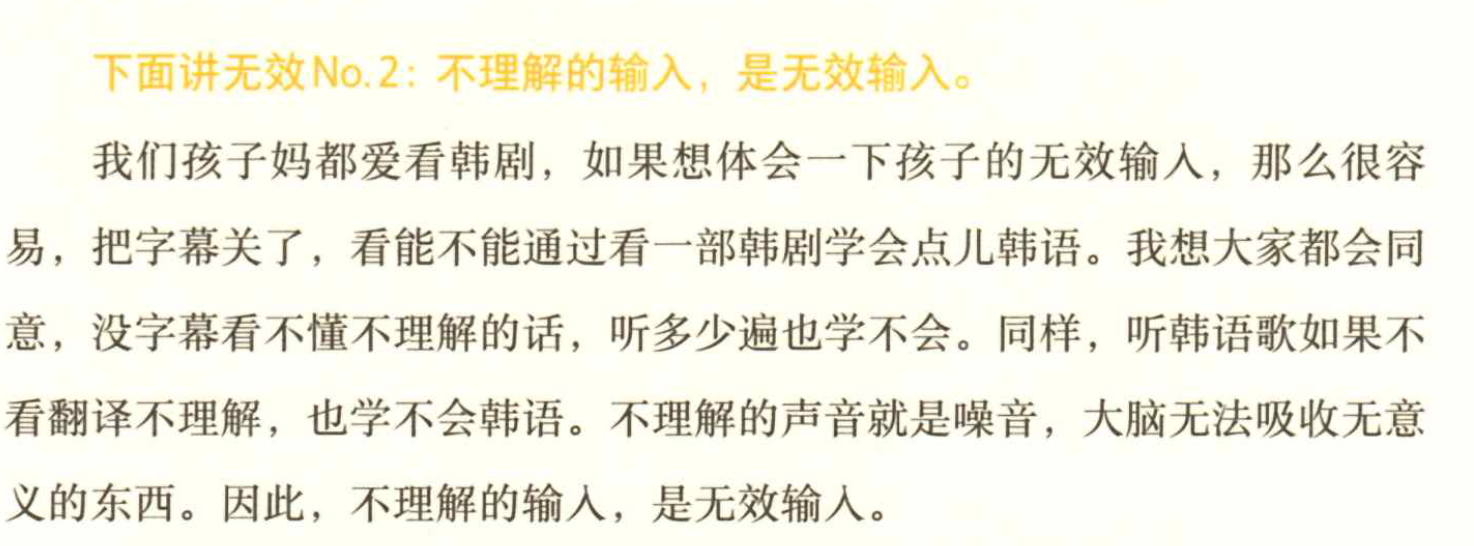 下面讲无效No.2：不理解的输入，是无效输入。
我们孩子妈都爱看韩剧，如果想体会一下孩子的无效输入，那么很容
易，把字幕关了，看能不能通过看一部韩剧学会点儿韩语。我想大家都会同
意，没字幕看不懂不理解的话，听多少遍也学不会。同样，听韩语歌如果不
看翻译不理解，也学不会韩语。不理解的声音就是噪音，大脑无法吸收无意
义的东西。因此，不理解的输入，是无效输入。